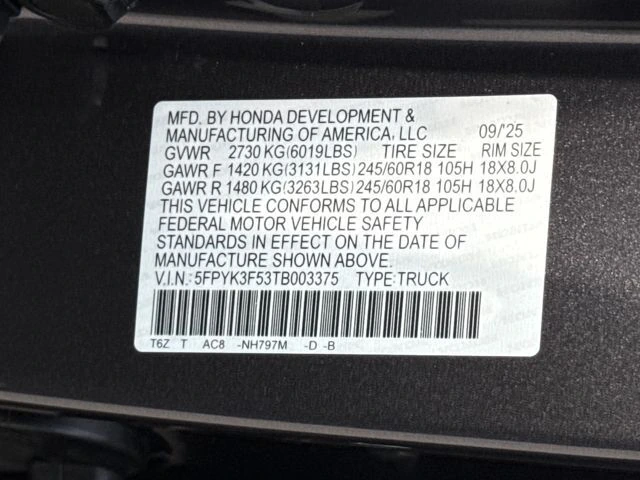 MFD. BY HONDA DEVELOPMENT &
MANUFACTURING OF AMERICA, LLC 09/'25
GVWR 2730 KG(6019LBS) TIRE SIZE RIM SIZE
GAWR F 1420 KG(3131LBS) 245/60R18 105H 18X8.0J
GAWR R 1480 KG(3263LBS) 245/60R18 105H 18X8.0J
THIS VEHICLE CONFORMS TO ALL APPLICABLE
FEDERAL MOTOR VEHICLE SAFETY
STANDARDS IN EFFECT ON THE DATE OF
MANUFACTURE SHOWN ABOVE.
V.I.N.: 5FPYK3F53TB003375 TYPE: TRUCK
T6Z T AC8 -NH797M -D -B